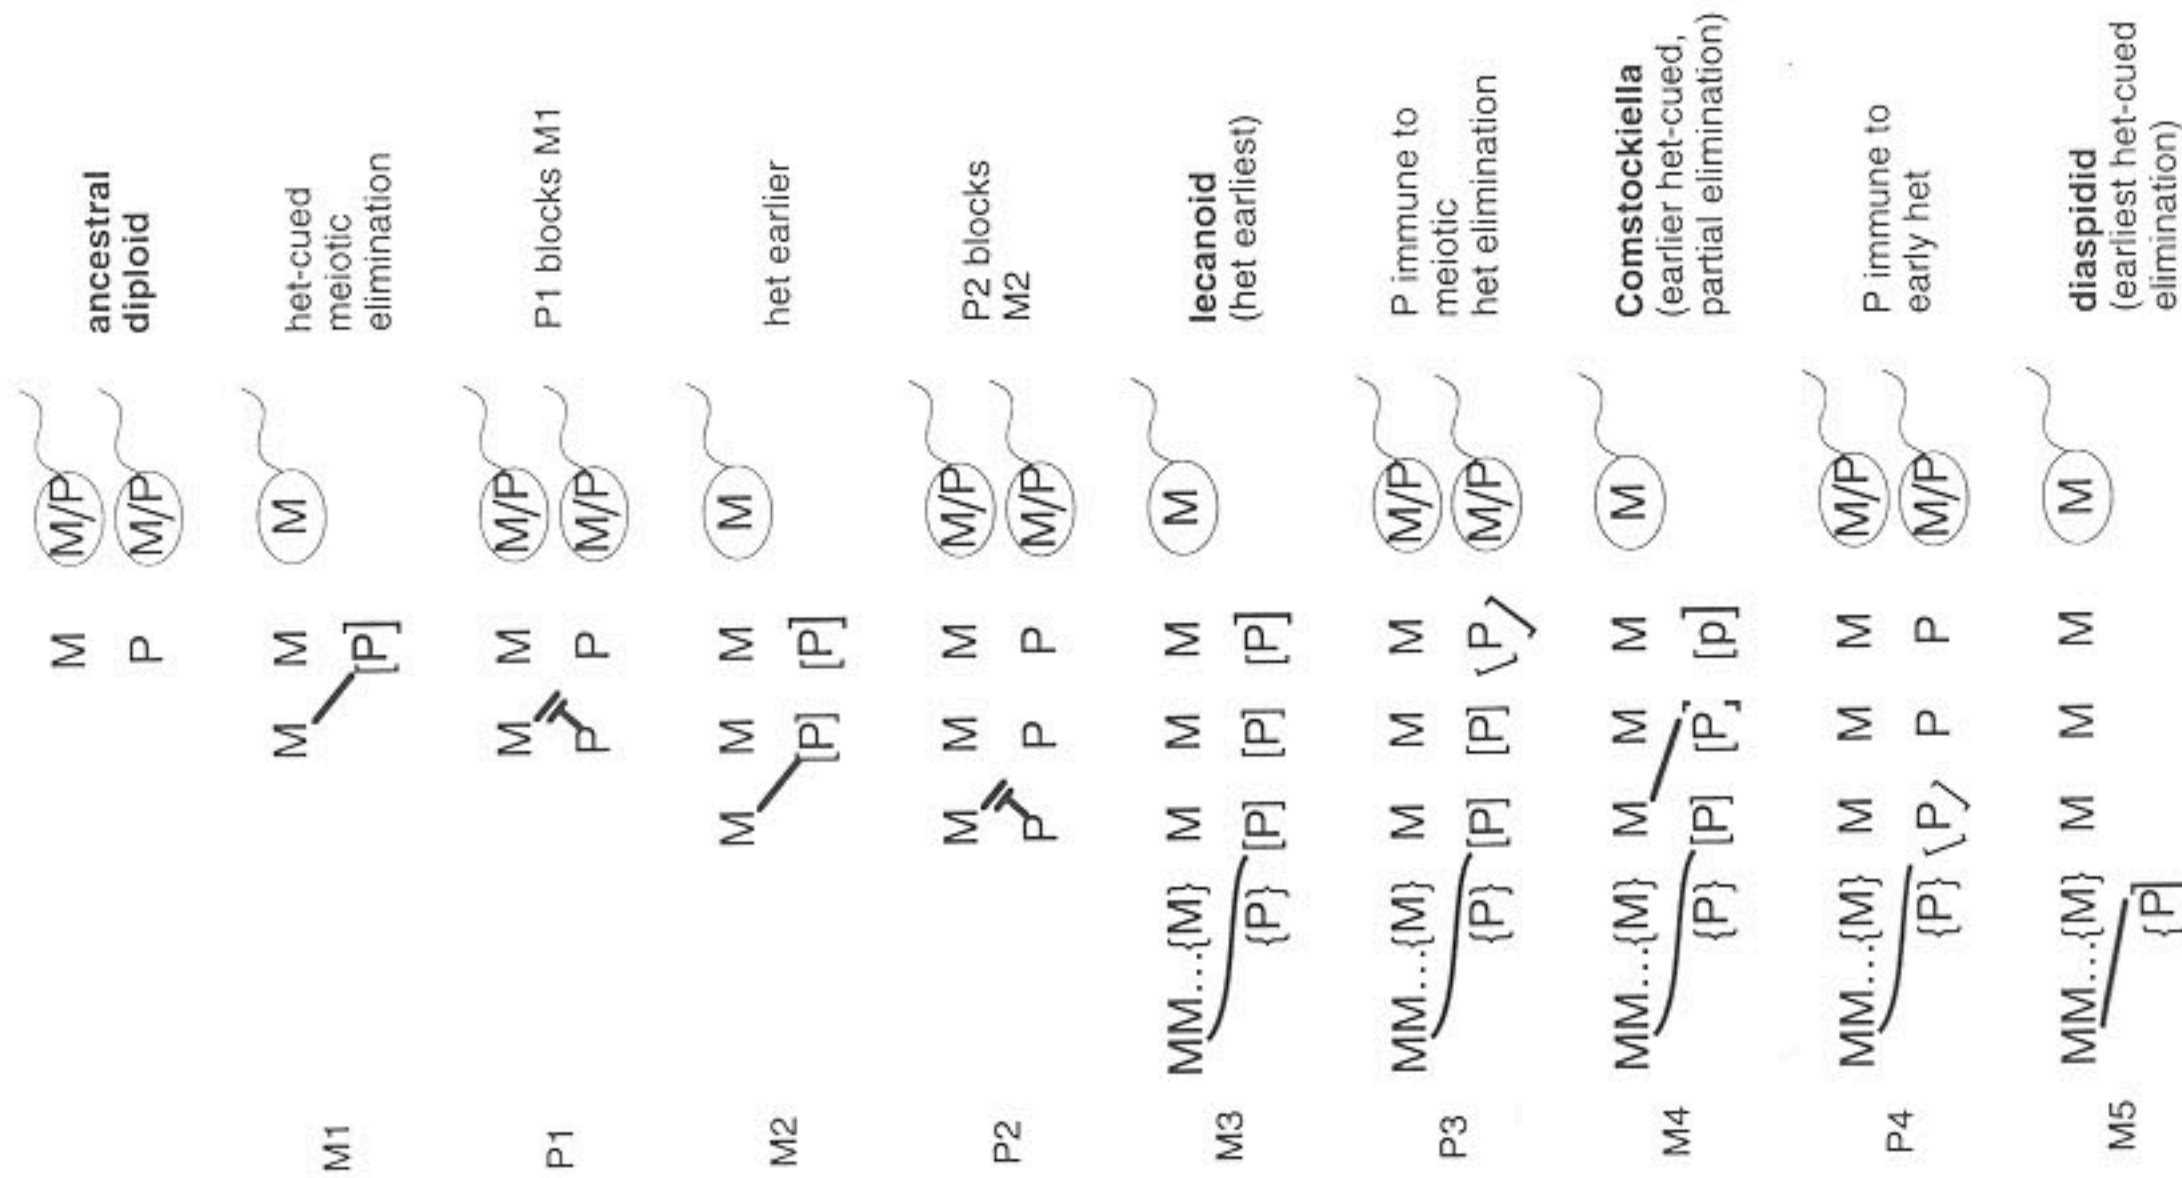 M M/P ancestral
P M/P diploid
M M M het-cued
M1 meiotic
[P] elimination
M M M/P P1 blocks M1
P1
P P M/P
M M M M het earlier
M2
[P] [P]
M M M M/P P2 blocks
P2 P P P M/P M2
MM...{M} M M M M lecanoid
M3 {P} [P] [P] [P] (het earliest)
MM...{M} M M M M/P P immune to
P3 meiotic
{P} [P] [P] [P] M/P het elimination
MM...{M} M M M M Comstockiella
M4 (earlier het-cued,
{P} [P] [P] [p] partial elimination)
MM...{M} M M M M/P P immune to
P4 {P} [P] P P M/P early het
MM...{M} M M M M diaspidid
M5 (earliest het-cued
{P] elimination)